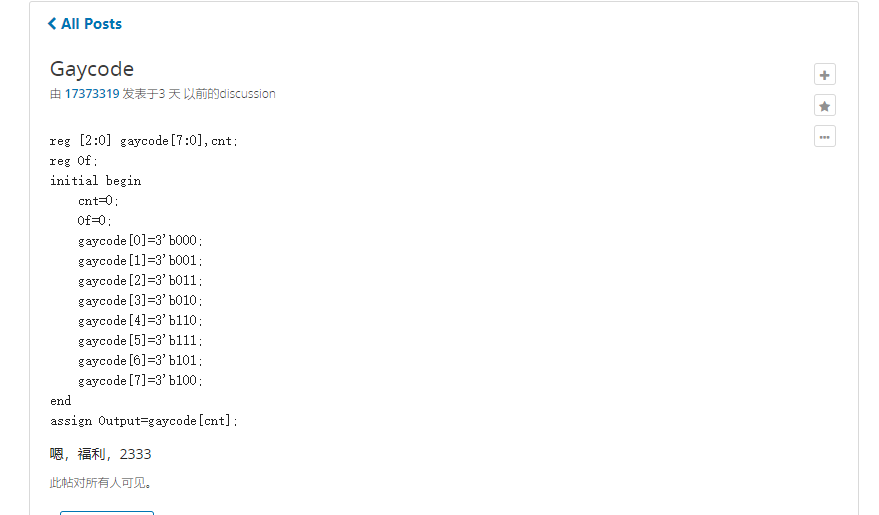 All Posts
Gaycode
由 17373319 发表于3 天 以前的discussion
reg [2:0] gaycode[7:0],cnt;
reg Of;
initial begin
    cnt=0;
    Of=0;
    gaycode[0]=3'b000;
    gaycode[1]=3'b001;
    gaycode[2]=3'b011;
    gaycode[3]=3'b010;
    gaycode[4]=3'b110;
    gaycode[5]=3'b111;
    gaycode[6]=3'b101;
    gaycode[7]=3'b100;
end
assign Output=gaycode[cnt];
嗯，福利，2333
此帖对所有人可见。